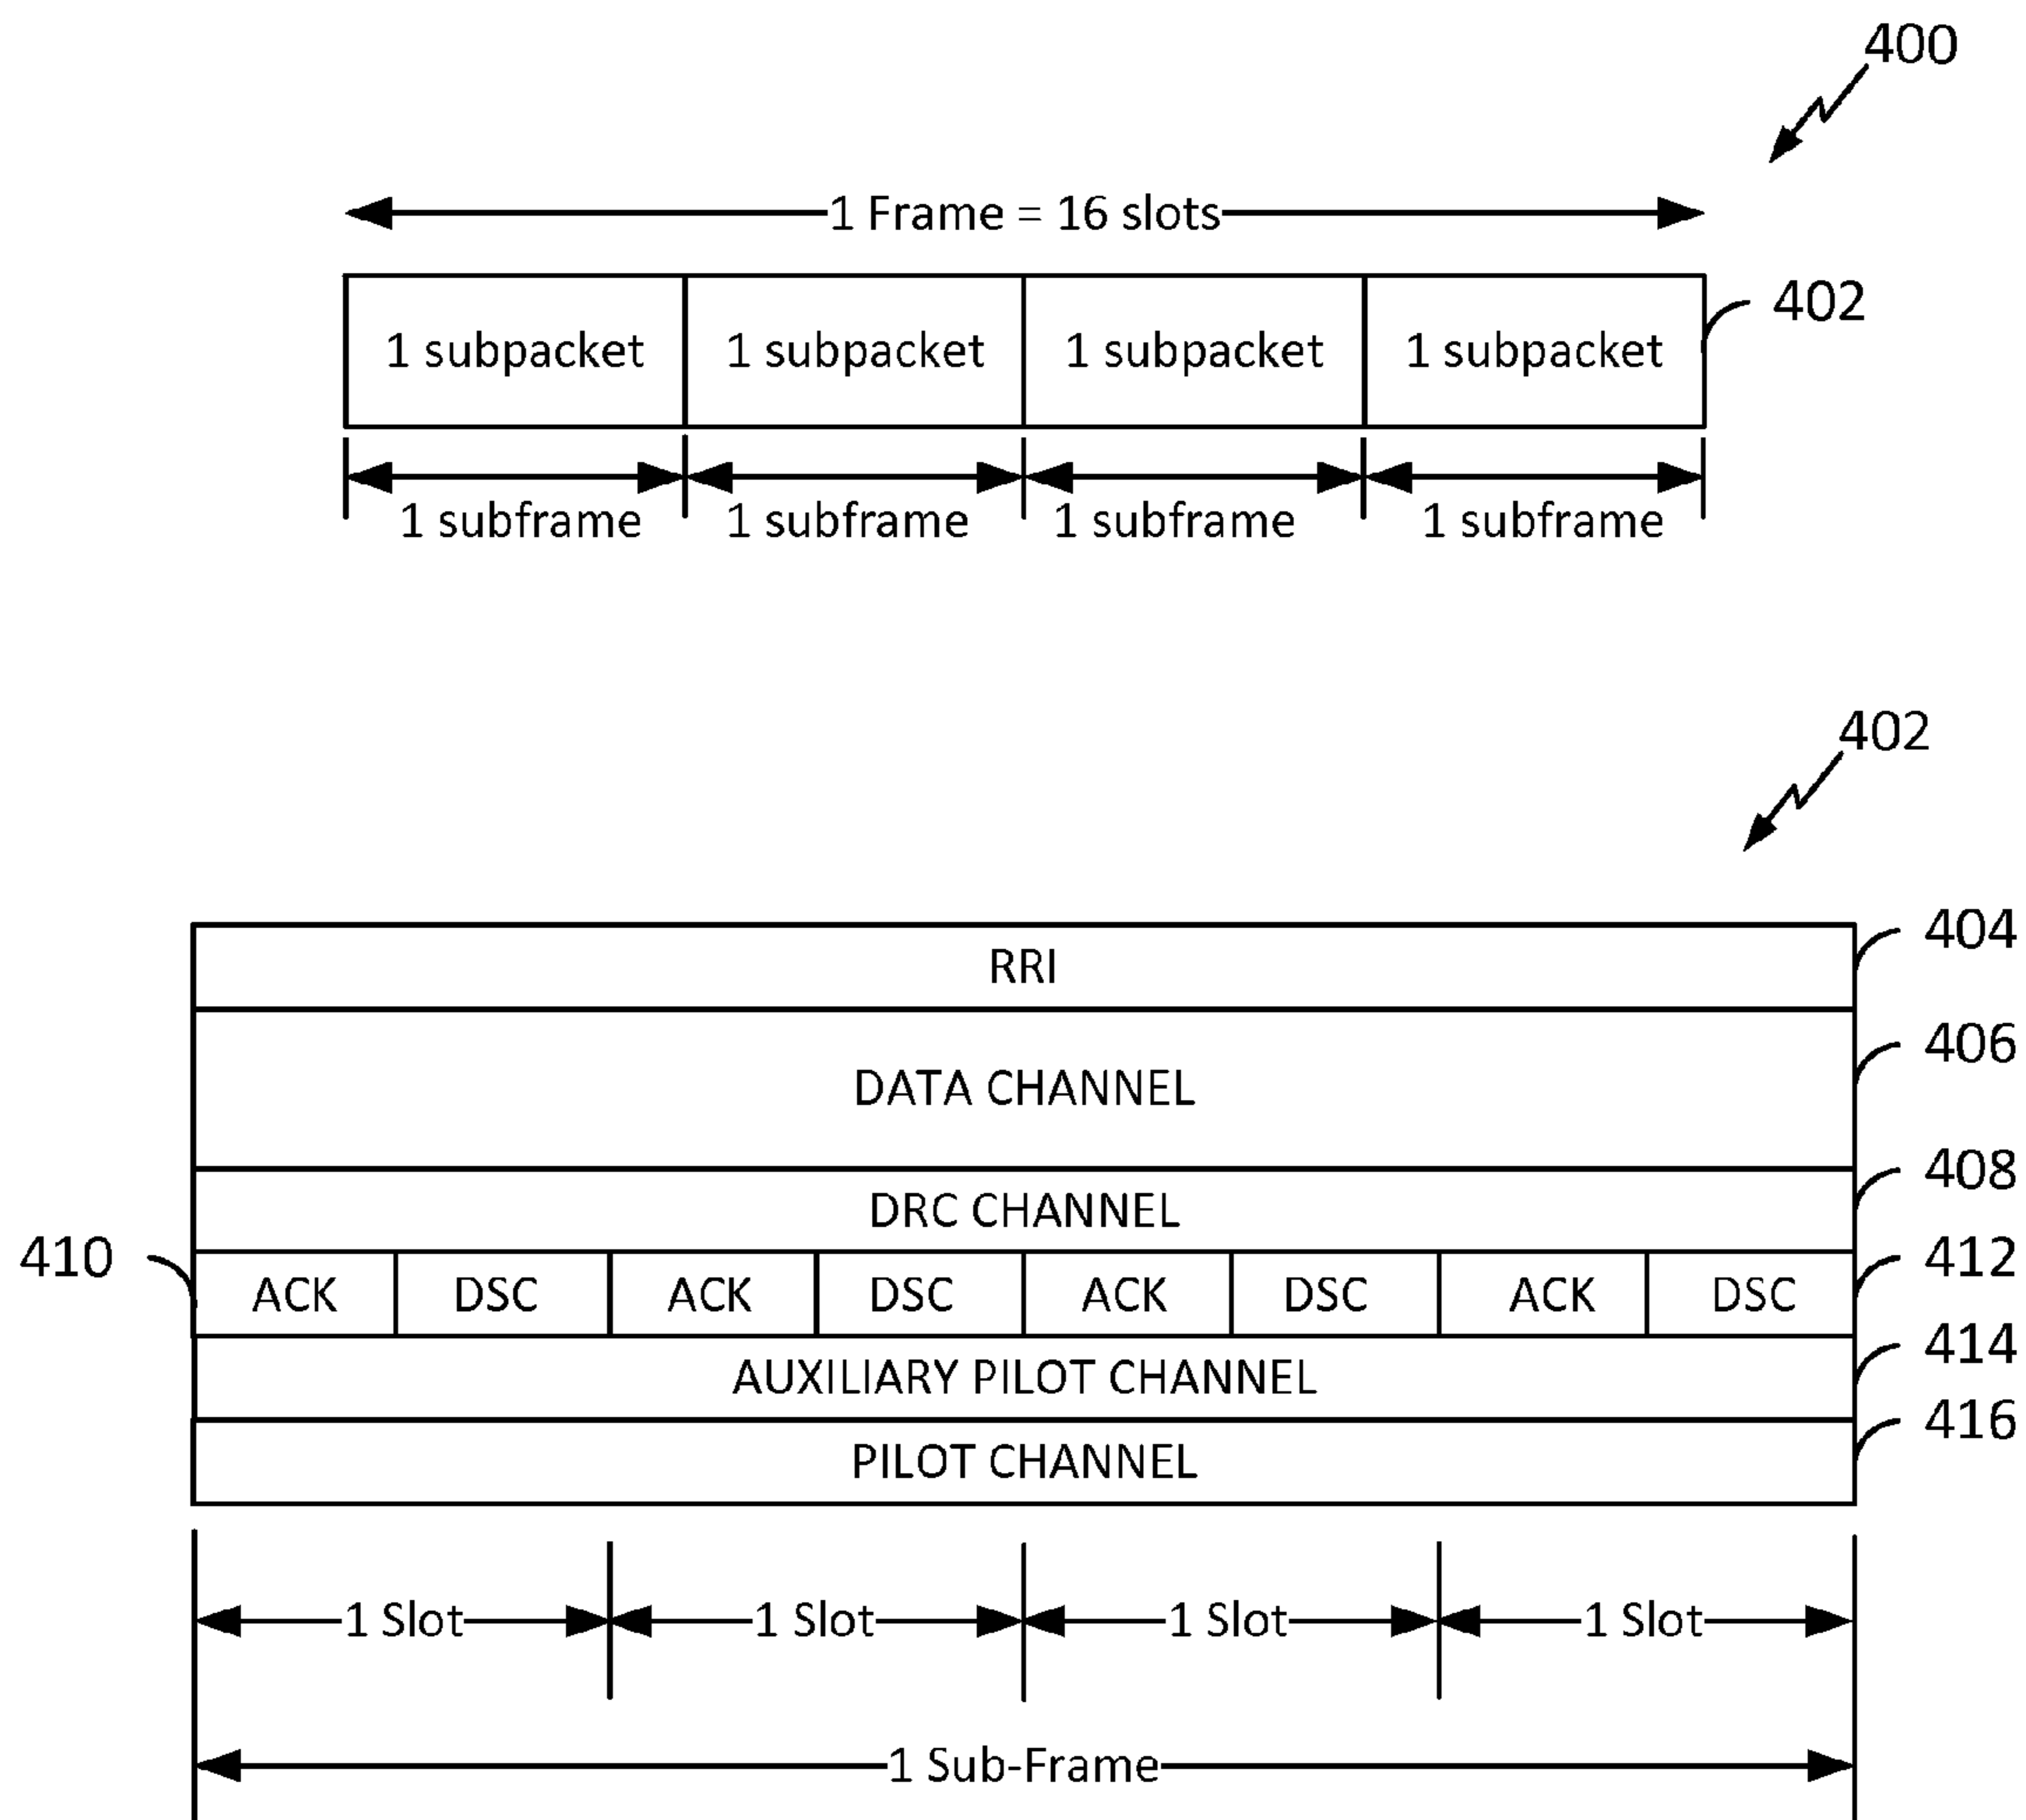 400
1 Frame = 16 slots
1 subpacket 1 subpacket 1 subpacket 1 subpacket 402
1 subframe 1 subframe 1 subframe 1 subframe
402
RRI 404
DATA CHANNEL 406
DRC CHANNEL 408
410 ACK DSC ACK DSC ACK DSC ACK DSC 412
AUXILIARY PILOT CHANNEL 414
PILOT CHANNEL 416
1 Slot 1 Slot 1 Slot 1 Slot
1 Sub-Frame